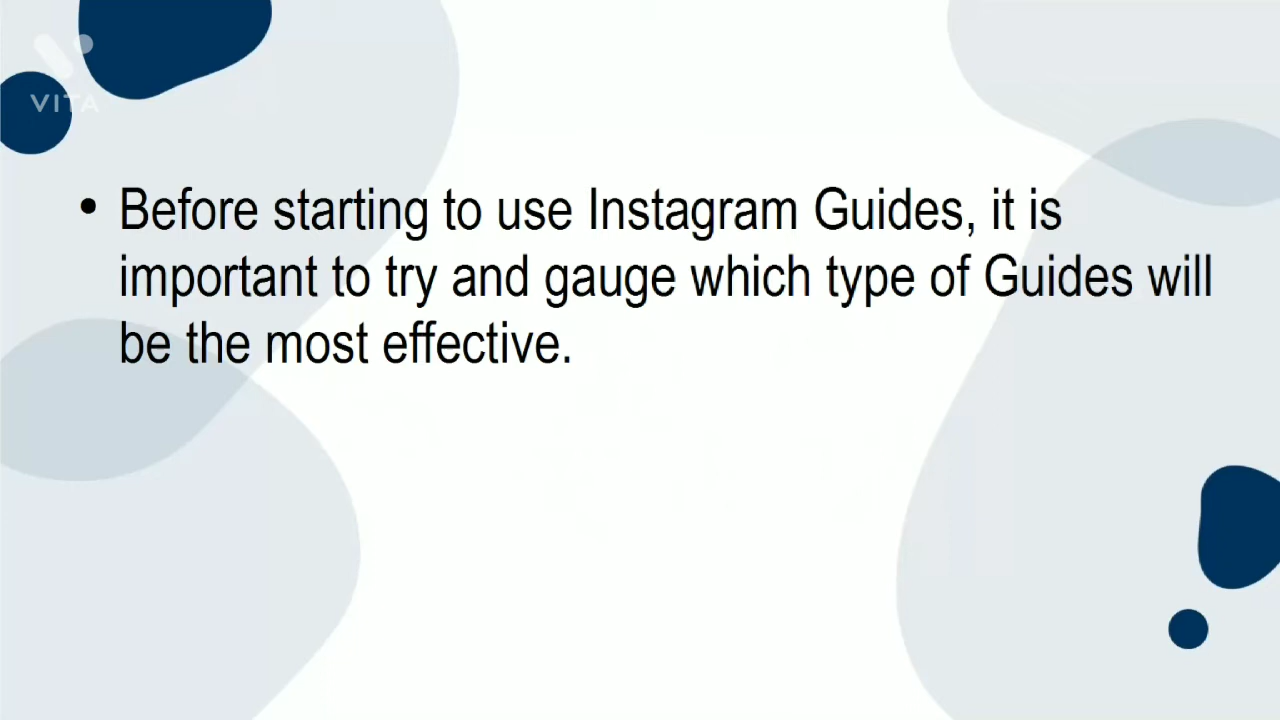 VITA
• Before starting to use Instagram Guides, it is
important to try and gauge which type of Guides will
be the most effective.